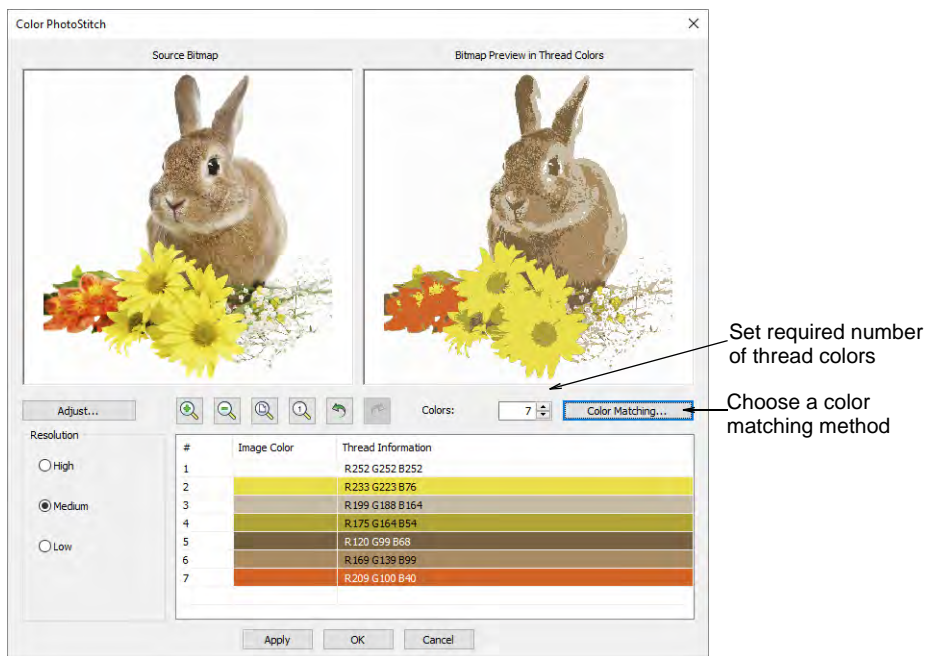 Color PhotoStitch
Source Bitmap
Bitmap Preview in Thread Colors
Set required number
of thread colors
Adjust...
1
Colors:
7
Color Matching...
Choose a color
matching method
Resolution
High
Medium
Low
# Image Color Thread Information
1 R252 G252 B252
2 R233 G223 B76
3 R199 G188 B164
4 R175 G164 B54
5 R120 G99 B68
6 R169 G139 B99
7 R209 G100 B40
Apply OK Cancel